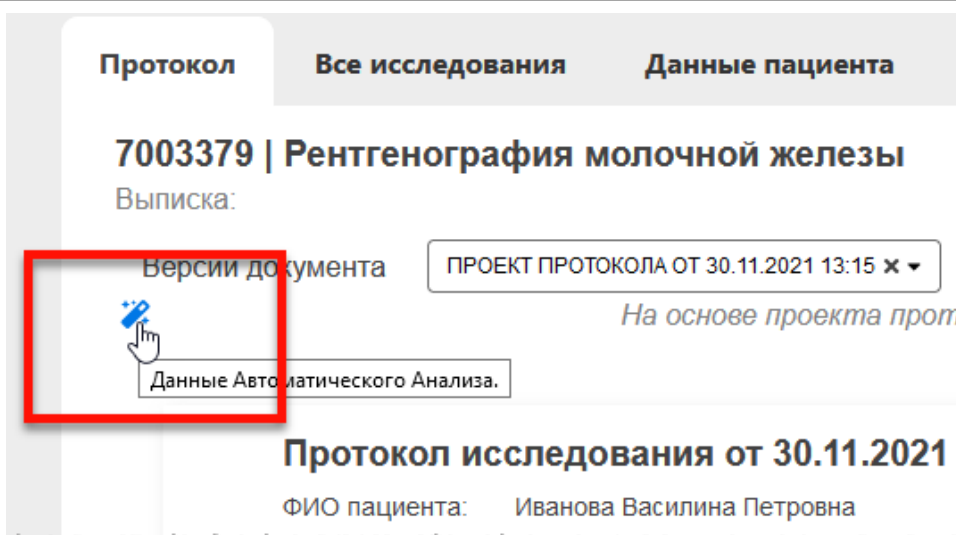 Протокол Все исследования Данные пациента
7003379 | Рентгенография молочной железы
Выписка:
Версии документа ПРОЕКТ ПРОТОКОЛА ОТ 30.11.2021 13:15
На основе проекта
Данные Автоматического Анализа.
Протокол исследования от 30.11.2021
ФИО пациента: Иванова Василина Петровна